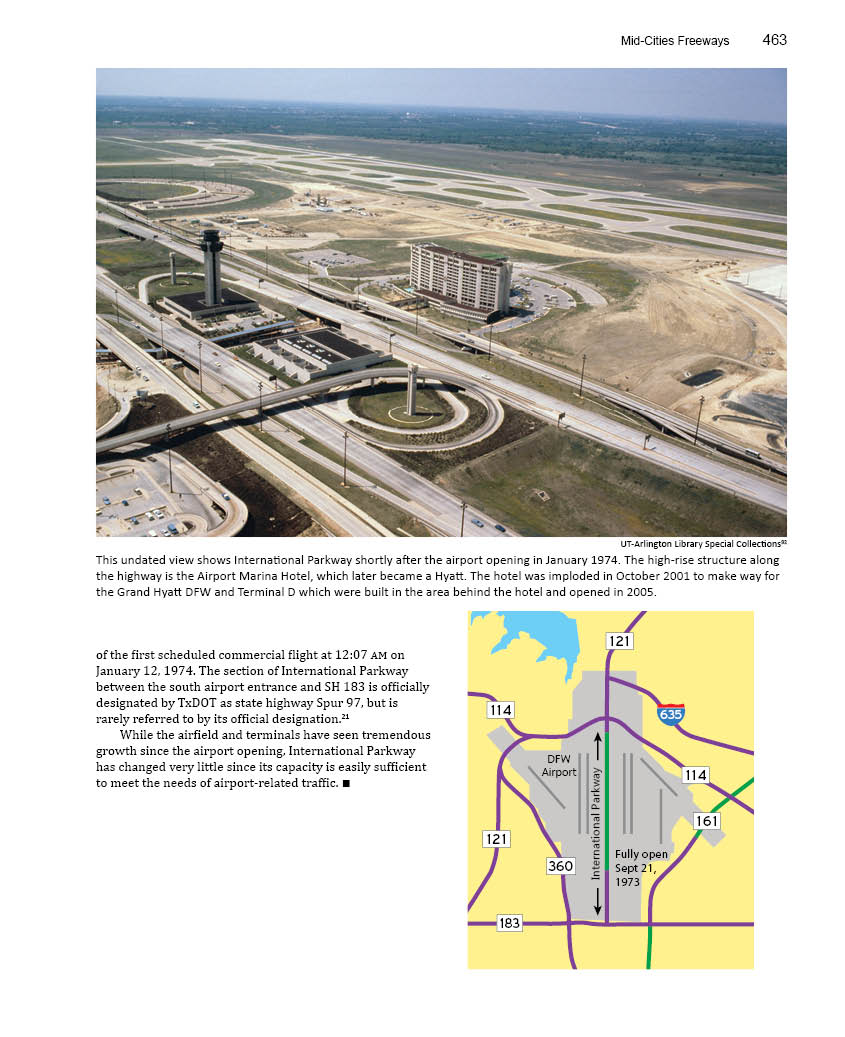 Mid-Cities Freeways 463
UT-Arlington Library Special Collections⁹²
This undated view shows International Parkway shortly after the airport opening in January 1974. The high-rise structure along
the highway is the Airport Marina Hotel, which later became a Hyatt. The hotel was imploded in October 2001 to make way for
the Grand Hyatt DFW and Terminal D which were built in the area behind the hotel and opened in 2005.
of the first scheduled commercial flight at 12:07 AM on
January 12, 1974. The section of International Parkway
between the south airport entrance and SH 183 is officially
designated by TxDOT as state highway Spur 97, but is
rarely referred to by its official designation.²¹
While the airfield and terminals have seen tremendous
growth since the airport opening, International Parkway
has changed very little since its capacity is easily sufficient
to meet the needs of airport-related traffic. ■
121
114
635
DFW
Airport
International Parkway
114
161
121
360
Fully open
Sept 21,
1973
183